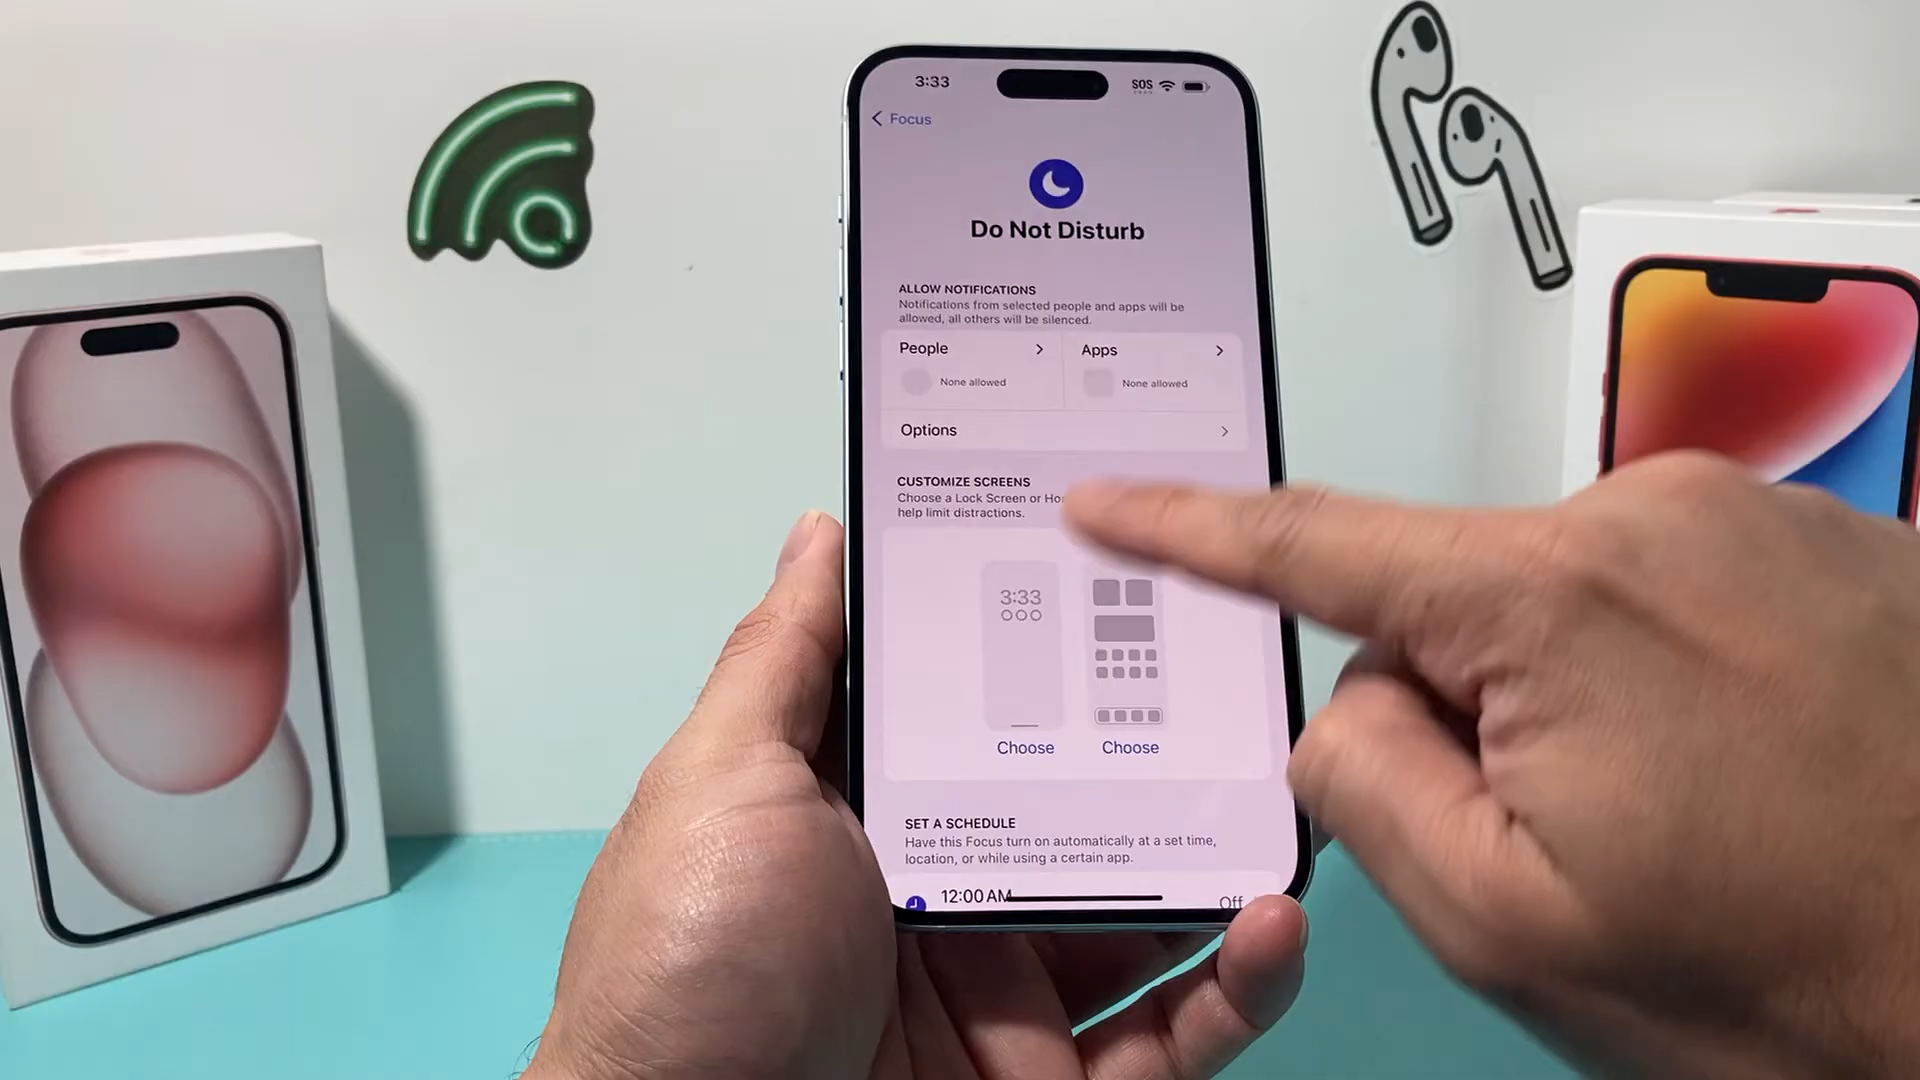 3:33
SOS
Focus
Do Not Disturb
ALLOW NOTIFICATIONS
Notifications from selected people and apps will be
allowed, all others will be silenced.
People
Apps
None allowed
None allowed
Options
CUSTOMIZE SCREENS
Choose a Lock Screen or
help limit distractions.
3:33
Choose
Choose
SET A SCHEDULE
Have this Focus turn on automatically at a set time,
location, or while using a certain app.
12:00 AM
Off